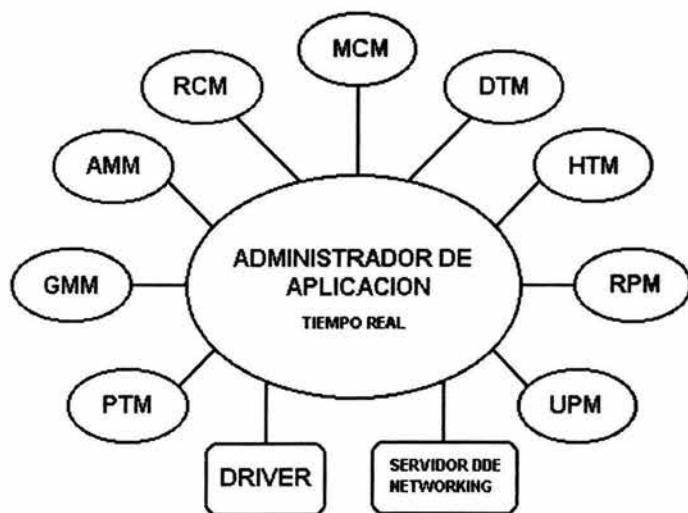 MCM
RCM
DTM
AMM
HTM
ADMINISTRADOR DE
APLICACION
TIEMPO REAL
GMM
RPM
PTM
UPM
DRIVER
SERVIDOR DDE
NETWORKING